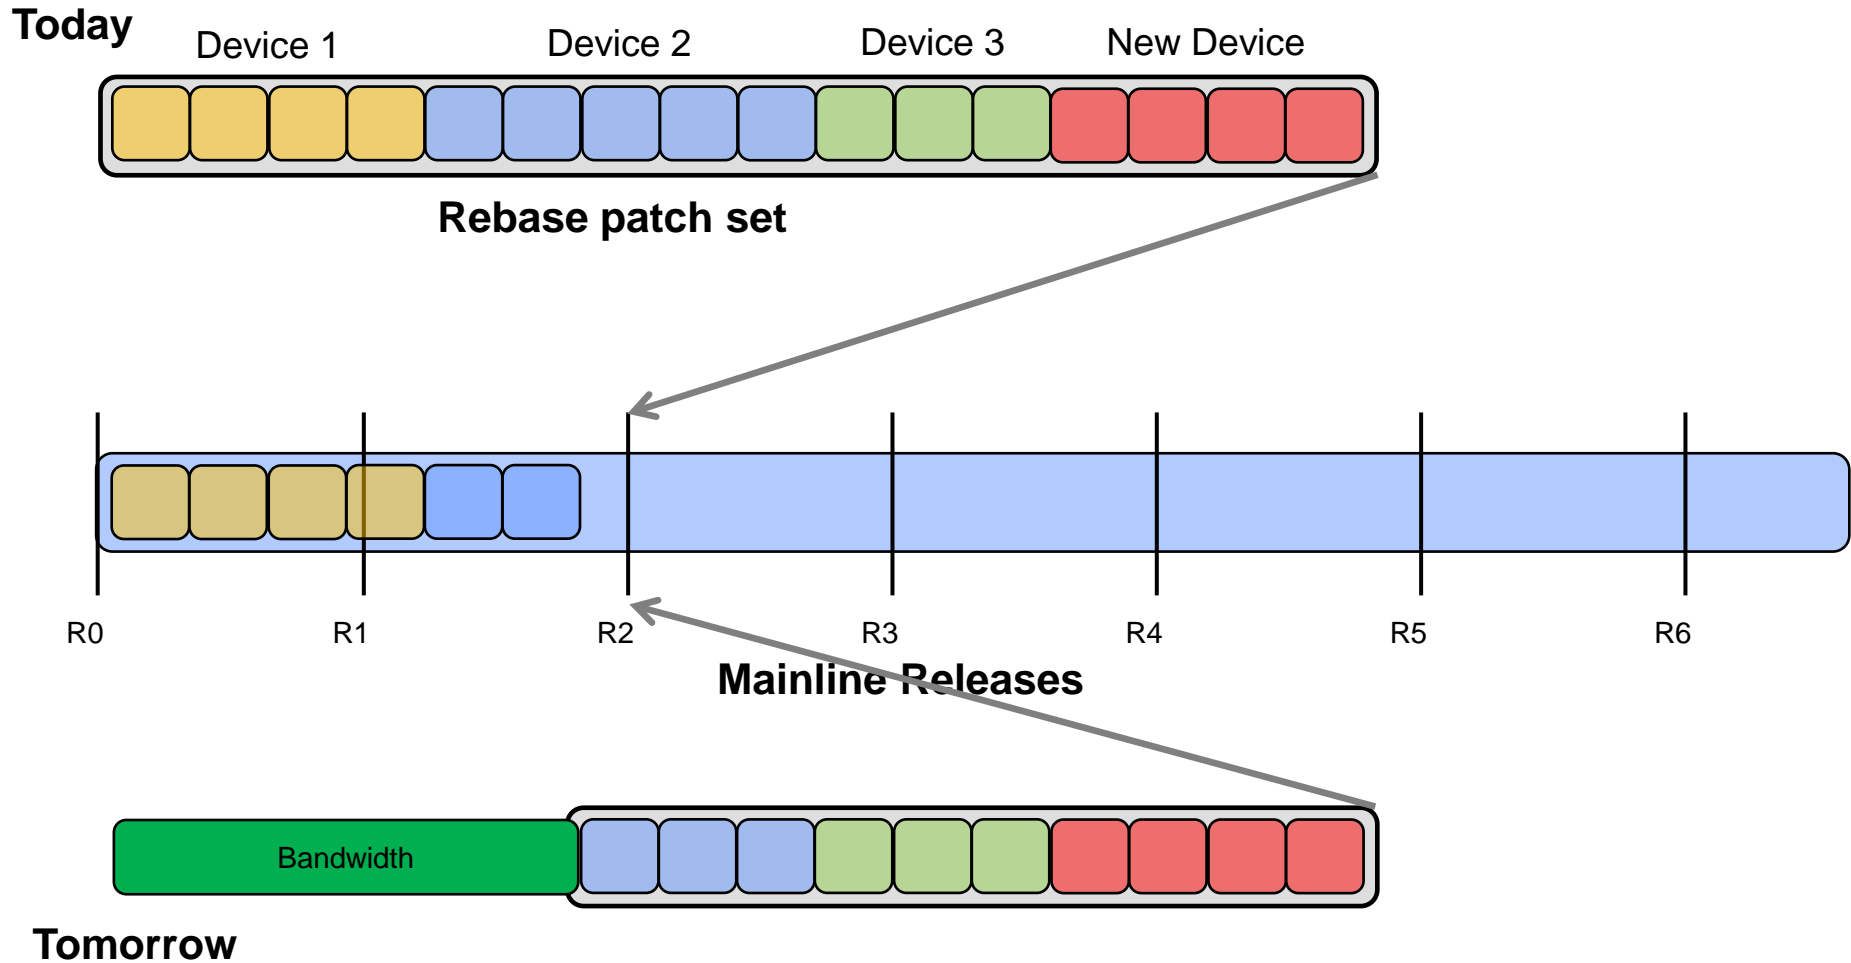 Today
Device 1
Device 2
Device 3
New Device
Rebase patch set
R0
R1
R2
R3
R4
R5
R6
Mainline Releases
Bandwidth
Tomorrow